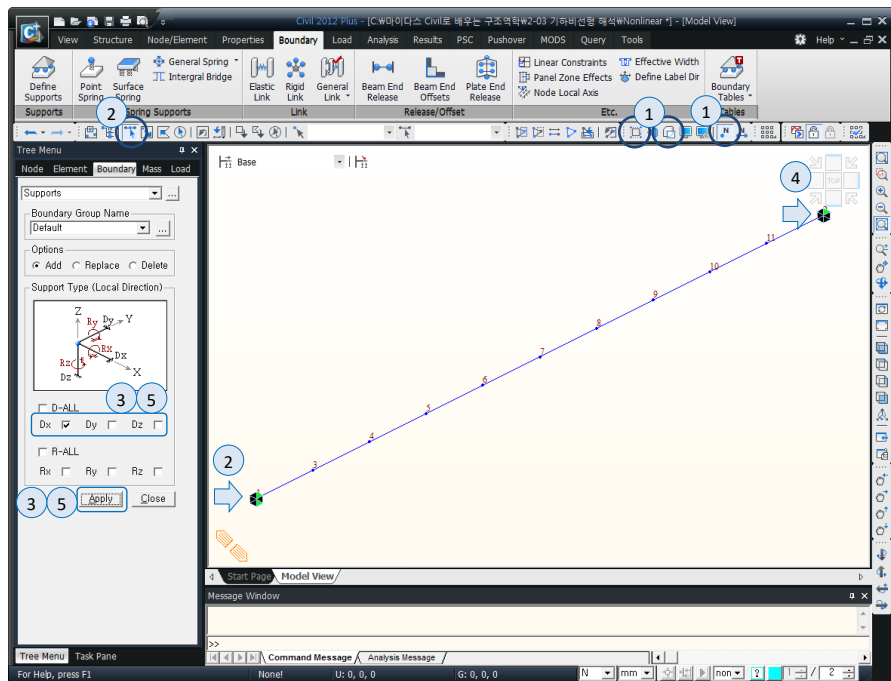 Civil 2012 Plus - [C:\마이다스 Civil로 배우는 구조역학\2-03 기하비선형 해석\Nonlinear *] - [Model View]
View Structure Node/Element Properties Boundary Load Analysis Results PSC Pushover MODS Query Tools Help
Define Supports
Point Spring
Surface Spring
General Spring
Intergral Bridge
Elastic Link
Rigid Link
General Link
Beam End Release
Beam End Offsets
Plate End Release
Linear Constraints
Panel Zone Effects
Node Local Axis
Effective Width
Define Label Dir
Boundary Tables
Supports Spring Supports Link Release/Offset Etc. Tables
2 1 1
Tree Menu
Node Element Boundary Mass Load
Supports
...
Boundary Group Name
Default
...
Options
Add Replace Delete
Support Type (Local Direction)
Z
Ry Dy Y
Rx Dx
Rz X
Dz
3 5
D-ALL
Dx Dy Dz
R-ALL
Rx Ry Rz
3 5 Apply Close
Base
4
TOP
11
10
9
8
7
6
5
4
3
2
1
Start Page Model View
Message Window
>>
Command Message Analysis Message
Tree Menu Task Pane
For Help, press F1 None! U: 0, 0, 0 G: 0, 0, 0 N mm non 1 / 2